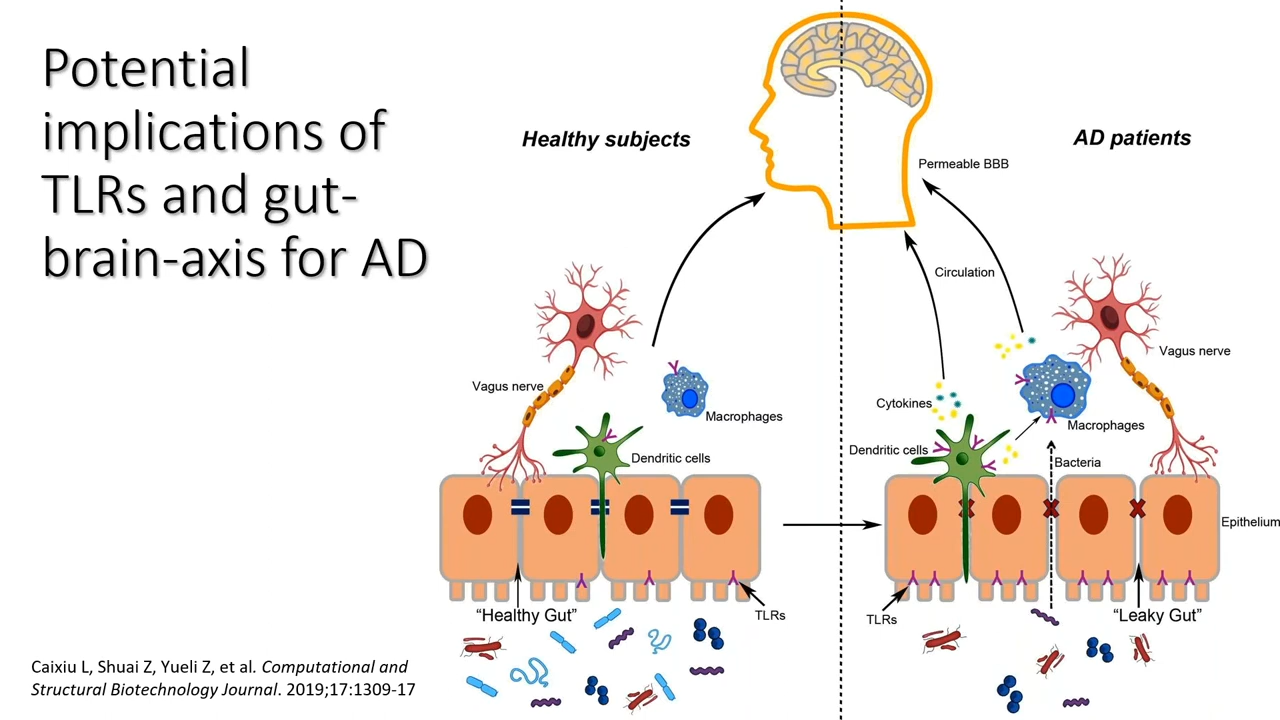 Potential
implications of
TLRs and gut-
brain-axis for AD
Healthy subjects
AD patients
Permeable BBB
Circulation
Vagus nerve
Vagus nerve
Macrophages
Cytokines
Macrophages
Dendritic cells
Dendritic cells
Bacteria
Epithelium
"Healthy Gut"
TLRs
TLRs
"Leaky Gut"
Caixiu L, Shuai Z, Yueli Z, et al. Computational and
Structural Biotechnology Journal. 2019;17:1309-17